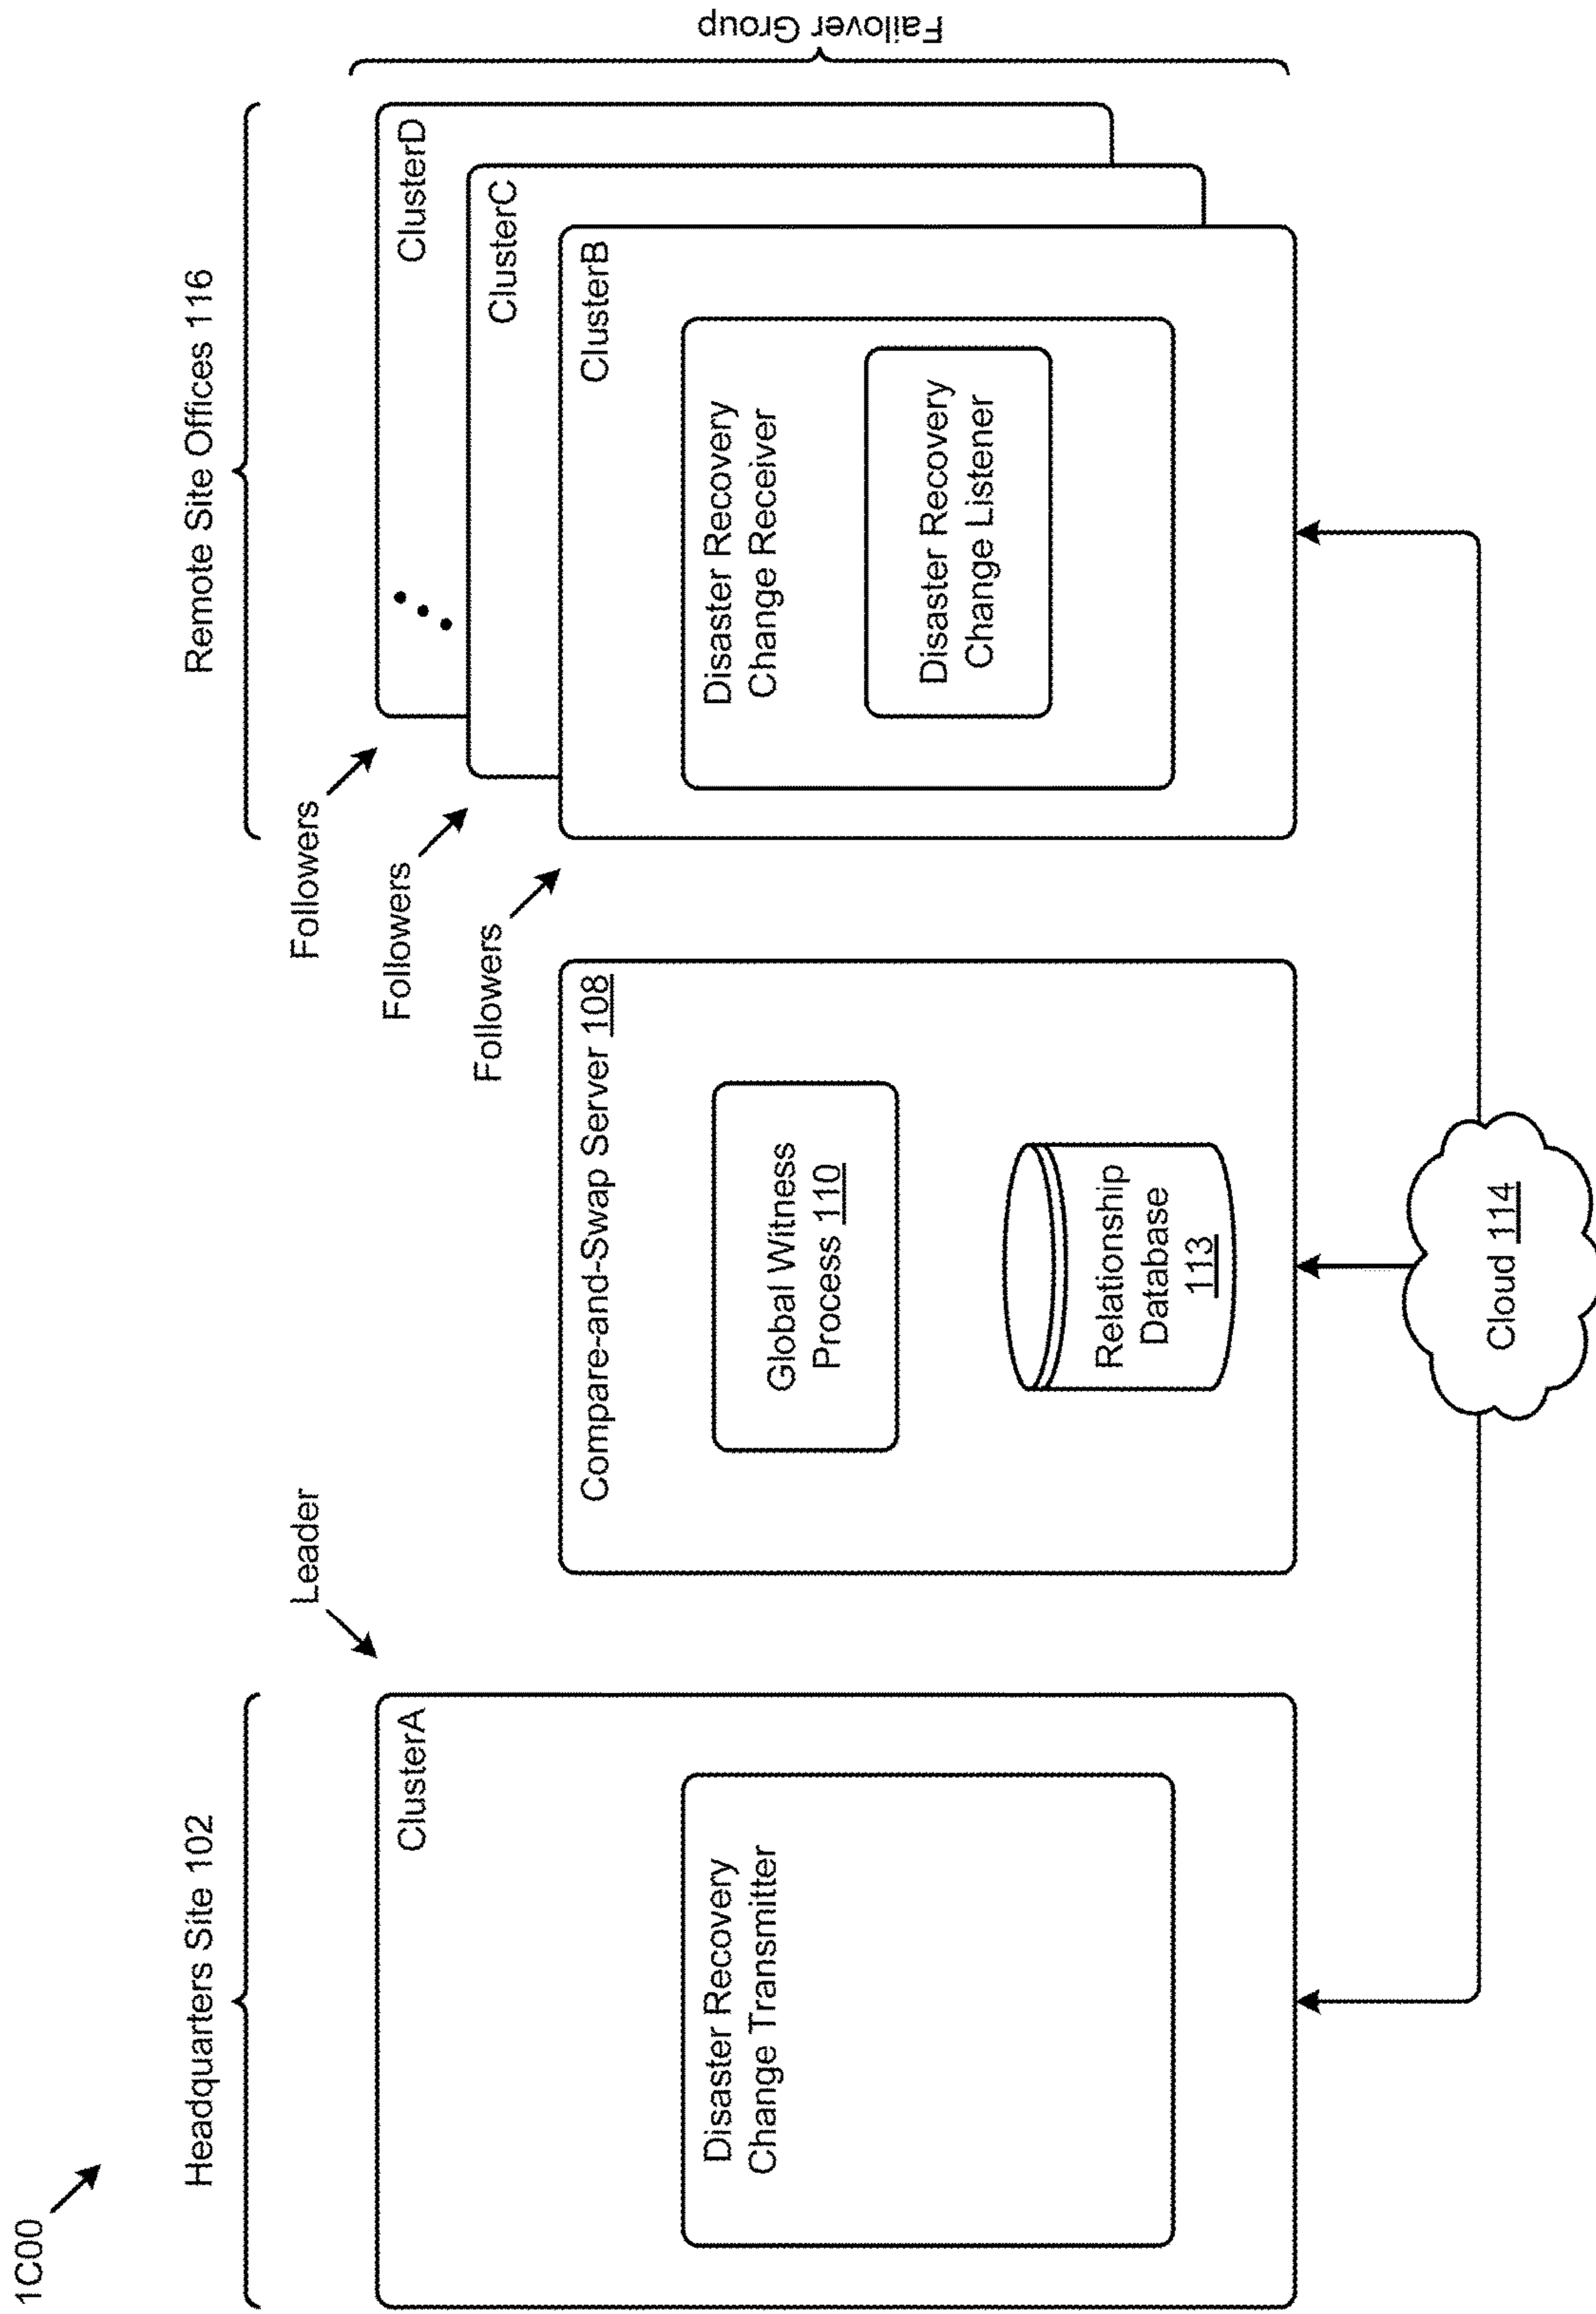 1C00
Headquarters Site 102
Remote Site Offices 116
Leader
Followers
Followers
Followers
ClusterA
Disaster Recovery
Change Transmitter
Compare-and-Swap Server 108
Global Witness
Process 110
Relationship
Database
113
ClusterD
ClusterC
ClusterB
Disaster Recovery
Change Receiver
Disaster Recovery
Change Listener
Failover Group
Cloud 114